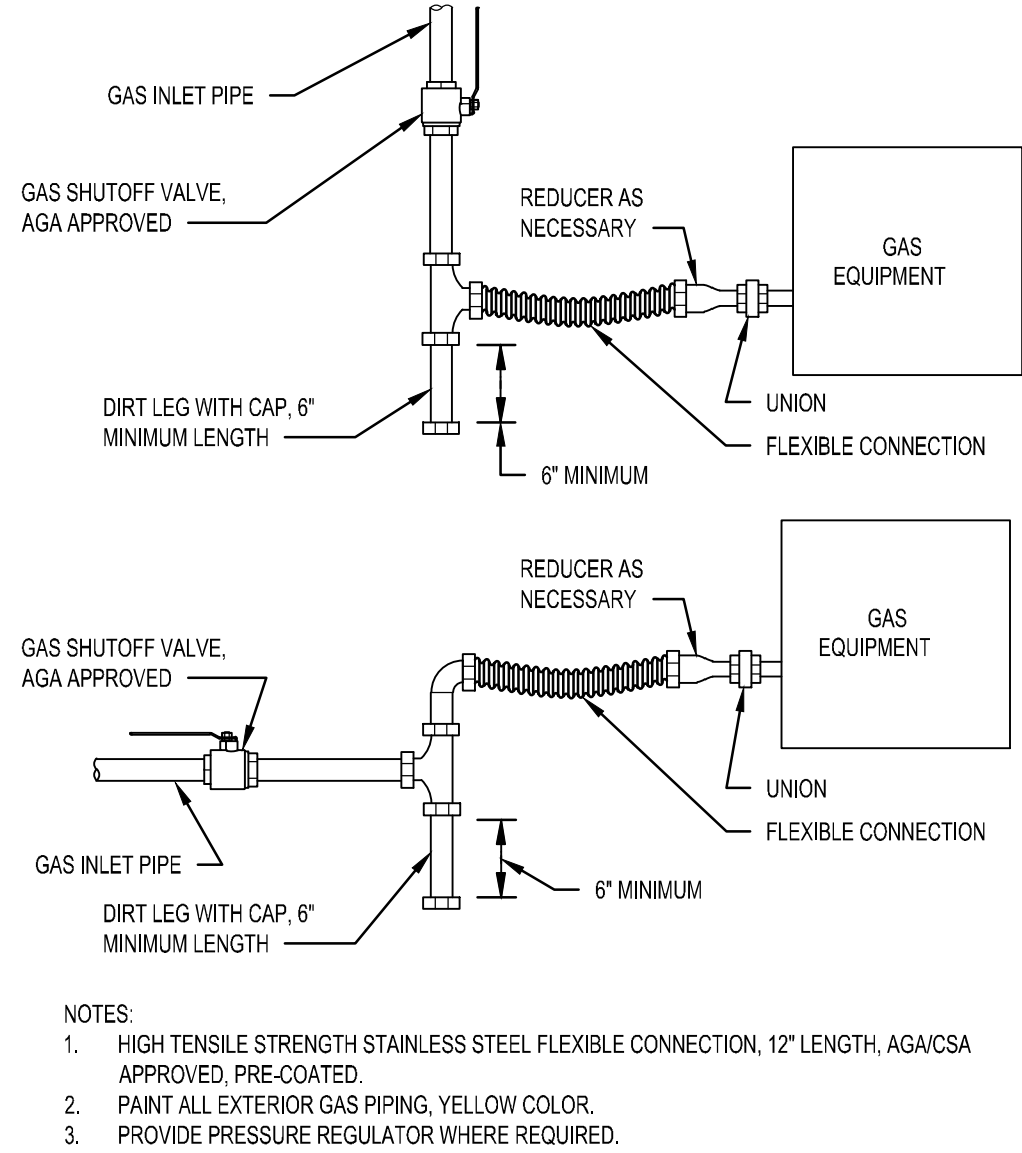 GAS INLET PIPE
GAS SHUTOFF VALVE,
AGA APPROVED
REDUCER AS
NECESSARY
GAS
EQUIPMENT
DIRT LEG WITH CAP, 6"
MINIMUM LENGTH
UNION
FLEXIBLE CONNECTION
6" MINIMUM
REDUCER AS
NECESSARY
GAS
EQUIPMENT
GAS SHUTOFF VALVE,
AGA APPROVED
UNION
FLEXIBLE CONNECTION
GAS INLET PIPE
6" MINIMUM
DIRT LEG WITH CAP, 6"
MINIMUM LENGTH
NOTES:
1. HIGH TENSILE STRENGTH STAINLESS STEEL FLEXIBLE CONNECTION, 12" LENGTH, AGA/CSA
APPROVED, PRE-COATED.
2. PAINT ALL EXTERIOR GAS PIPING, YELLOW COLOR.
3. PROVIDE PRESSURE REGULATOR WHERE REQUIRED.